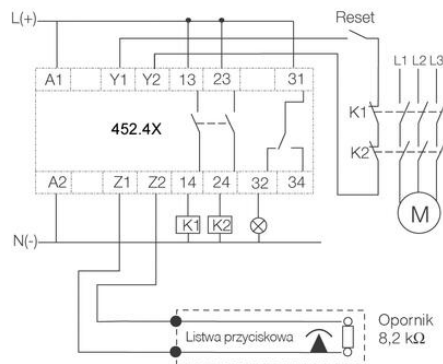 L(+)
Reset
L1 L2 L3
A1 Y1 Y2 13 23 31
K1
452.4X
K2
A2 Z1 Z2 14 24 32 34
M
K1 K2
N(-)
Listwa przyciskowa
Opornik
8,2 kΩ